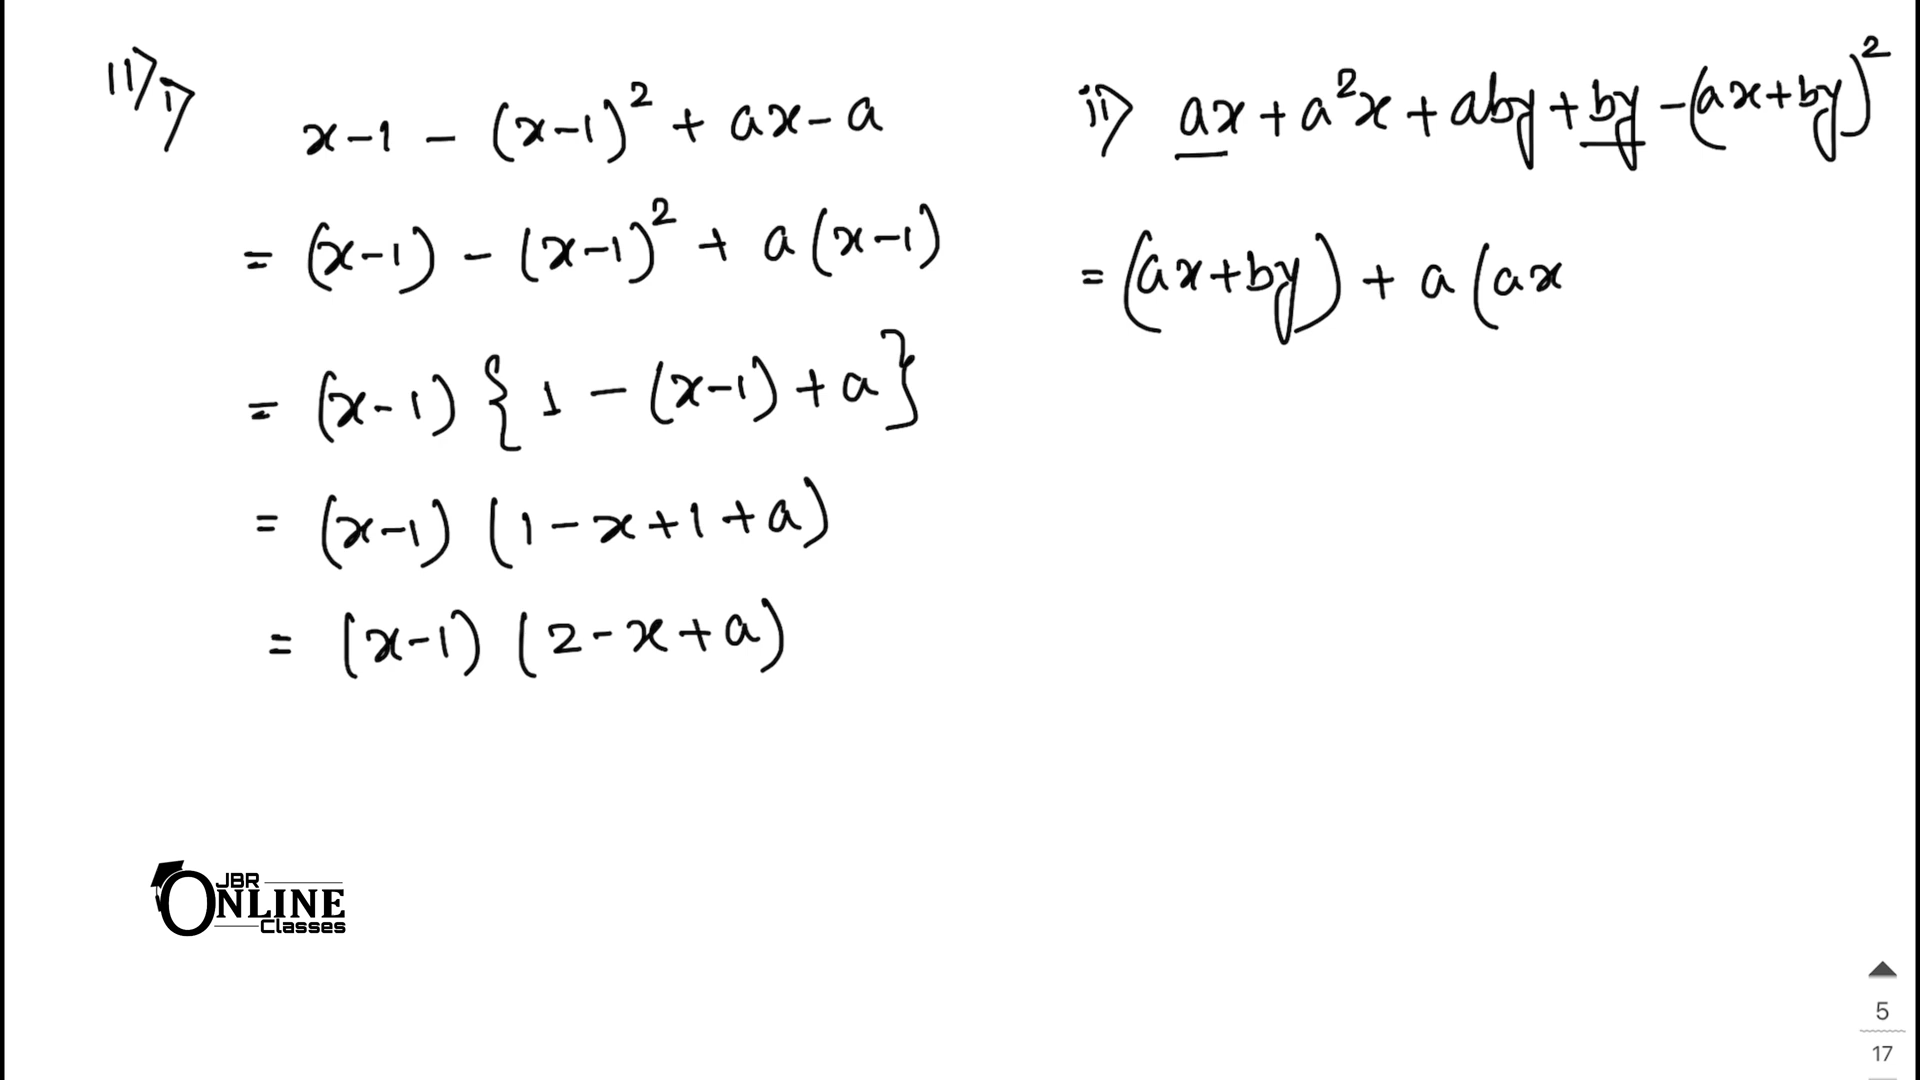 11) i) x-1 - (x-1)² + ax - a
= (x-1) - (x-1)² + a(x-1)
= (x-1) { 1 - (x-1) + a }
= (x-1) (1 - x + 1 + a)
= (x-1) (2 - x + a)
ii) ax + a²x + aby + by - (ax+by)²
= (ax+by) + a(ax
JBR
ONLINE
Classes
5
17